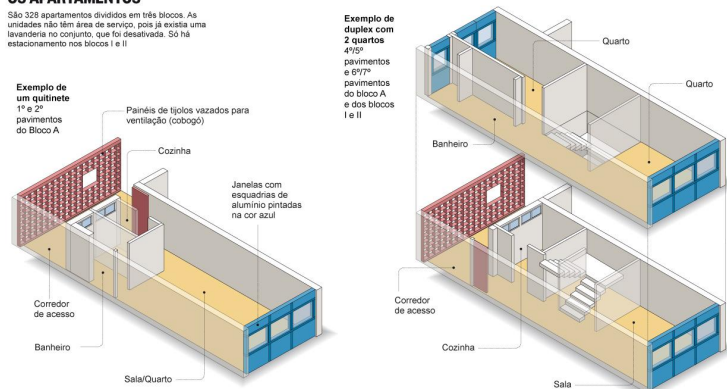 OS APARTAMENTOS
São 328 apartamentos divididos em três blocos. As
unidades não têm área de serviço, pois já existia uma
lavanderia no conjunto, que foi desativada. Só há
estacionamento nos blocos I e II
Exemplo de
um quitinete
1º e 2º
pavimentos
do Bloco A
Painéis de tijolos vazados para
ventilação (cobogó)
Cozinha
Janelas com
esquadrias de
alumínio pintadas
na cor azul
Corredor
de acesso
Banheiro
Sala/Quarto
Exemplo de
duplex com
2 quartos
4º/5º
pavimentos
e 6º/7º
pavimentos
do bloco A
e dos blocos
I e II
Quarto
Quarto
Banheiro
Corredor
de acesso
Cozinha
Sala